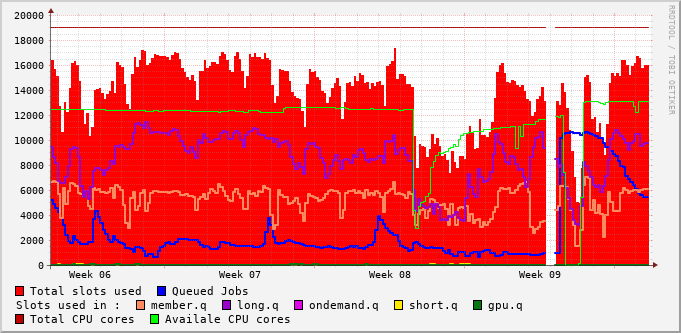 20000
18000
16000
14000
12000
10000
8000
6000
4000
2000
0
Week 06 Week 07 Week 08 Week 09
RRDTOOL / TOBI OETIKER
Total slots used Queued Jobs
Slots used in : member.q long.q ondemand.q short.q gpu.q
Total CPU cores Availale CPU cores